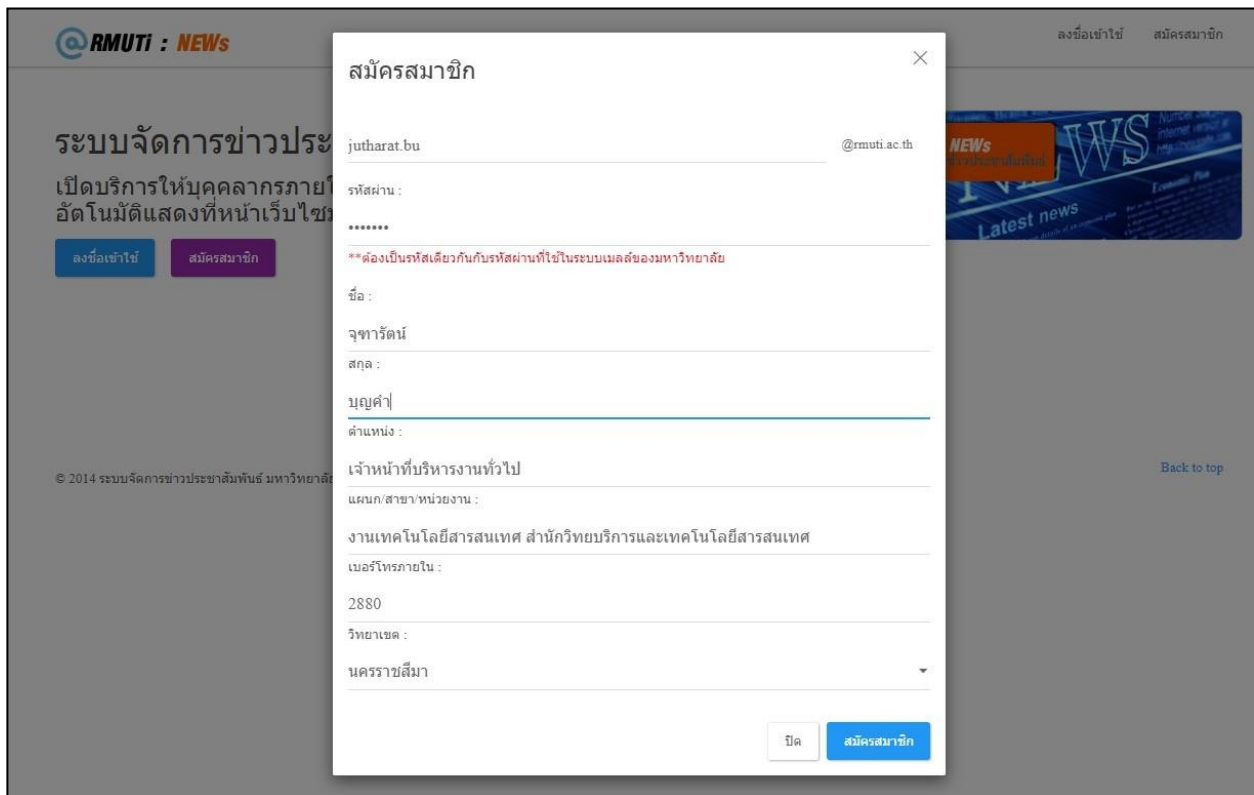 @RMUTi : NEWs
ลงชื่อเข้าใช้ สมัครสมาชิก
ระบบจัดการข่าวประ
เปิดบริการให้บุคคลากรภายใ
อัตโนมัติแสดงที่หน้าเว็บไซ
ลงชื่อเข้าใช้ สมัครสมาชิก
NEWs
ข่าวประชาสัมพันธ์
Latest news
Economic Plan
© 2014 ระบบจัดการข่าวประชาสัมพันธ์ มหาวิทยาลัย
Back to top
สมัครสมาชิก
jutharat.bu @rmuti.ac.th
รหัสผ่าน :
•••••••
**ต้องเป็นรหัสเดียวกันกับรหัสผ่านที่ใช้ในระบบเมลล์ของมหาวิทยาลัย
ชื่อ :
จุฑารัตน์
สกุล :
บุญคำ
ตำแหน่ง :
เจ้าหน้าที่บริหารงานทั่วไป
แผนก/สาขา/หน่วยงาน :
งานเทคโนโลยีสารสนเทศ สำนักวิทยบริการและเทคโนโลยีสารสนเทศ
เบอร์โทรภายใน :
2880
วิทยาเขต :
นครราชสีมา
ปิด สมัครสมาชิก